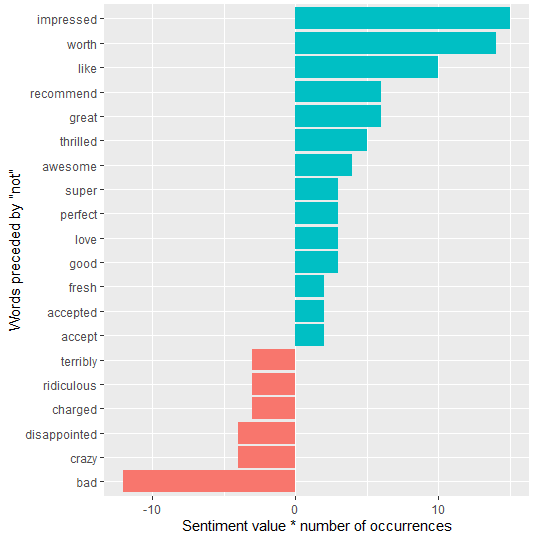 impressed
worth
like
recommend
great
thrilled
awesome
super
perfect
love
good
fresh
accepted
accept
terribly
ridiculous
charged
disappointed
crazy
bad
Words preceded by "not"
-10 0 10
Sentiment value * number of occurrences